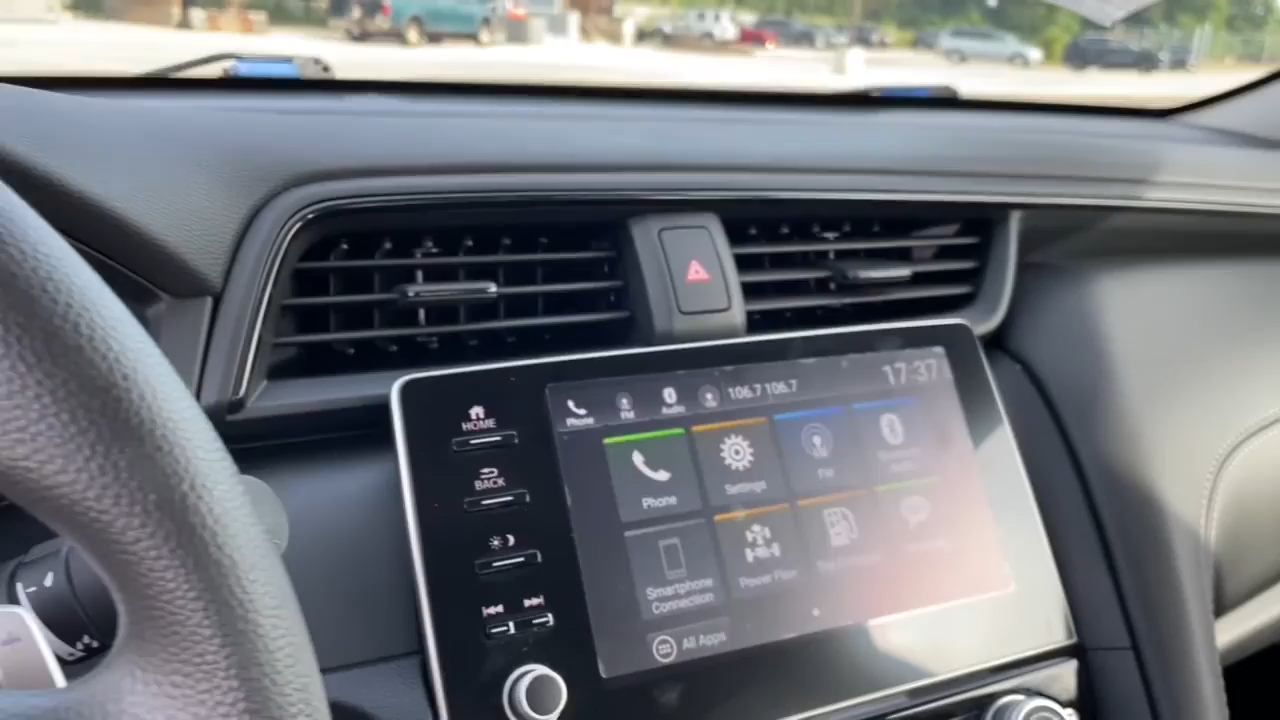 HOME
BACK
Phone
FM
Audio
106.7 106.7
17:37
Phone
Settings
FM
Smartphone
Connection
Power Flow
All Apps